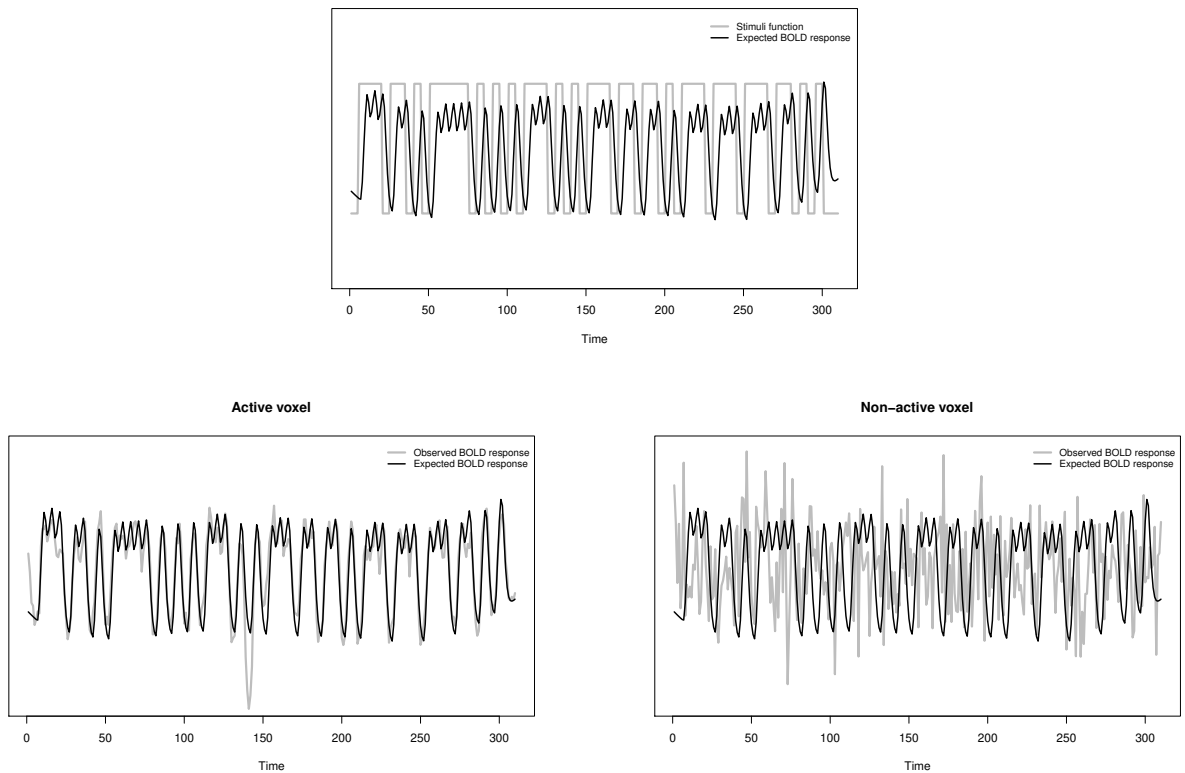 Stimuli function
Expected BOLD response
0 50 100 150 200 250 300
Time
Active voxel
Observed BOLD response
Expected BOLD response
0 50 100 150 200 250 300
Time
Non−active voxel
Observed BOLD response
Expected BOLD response
0 50 100 150 200 250 300
Time